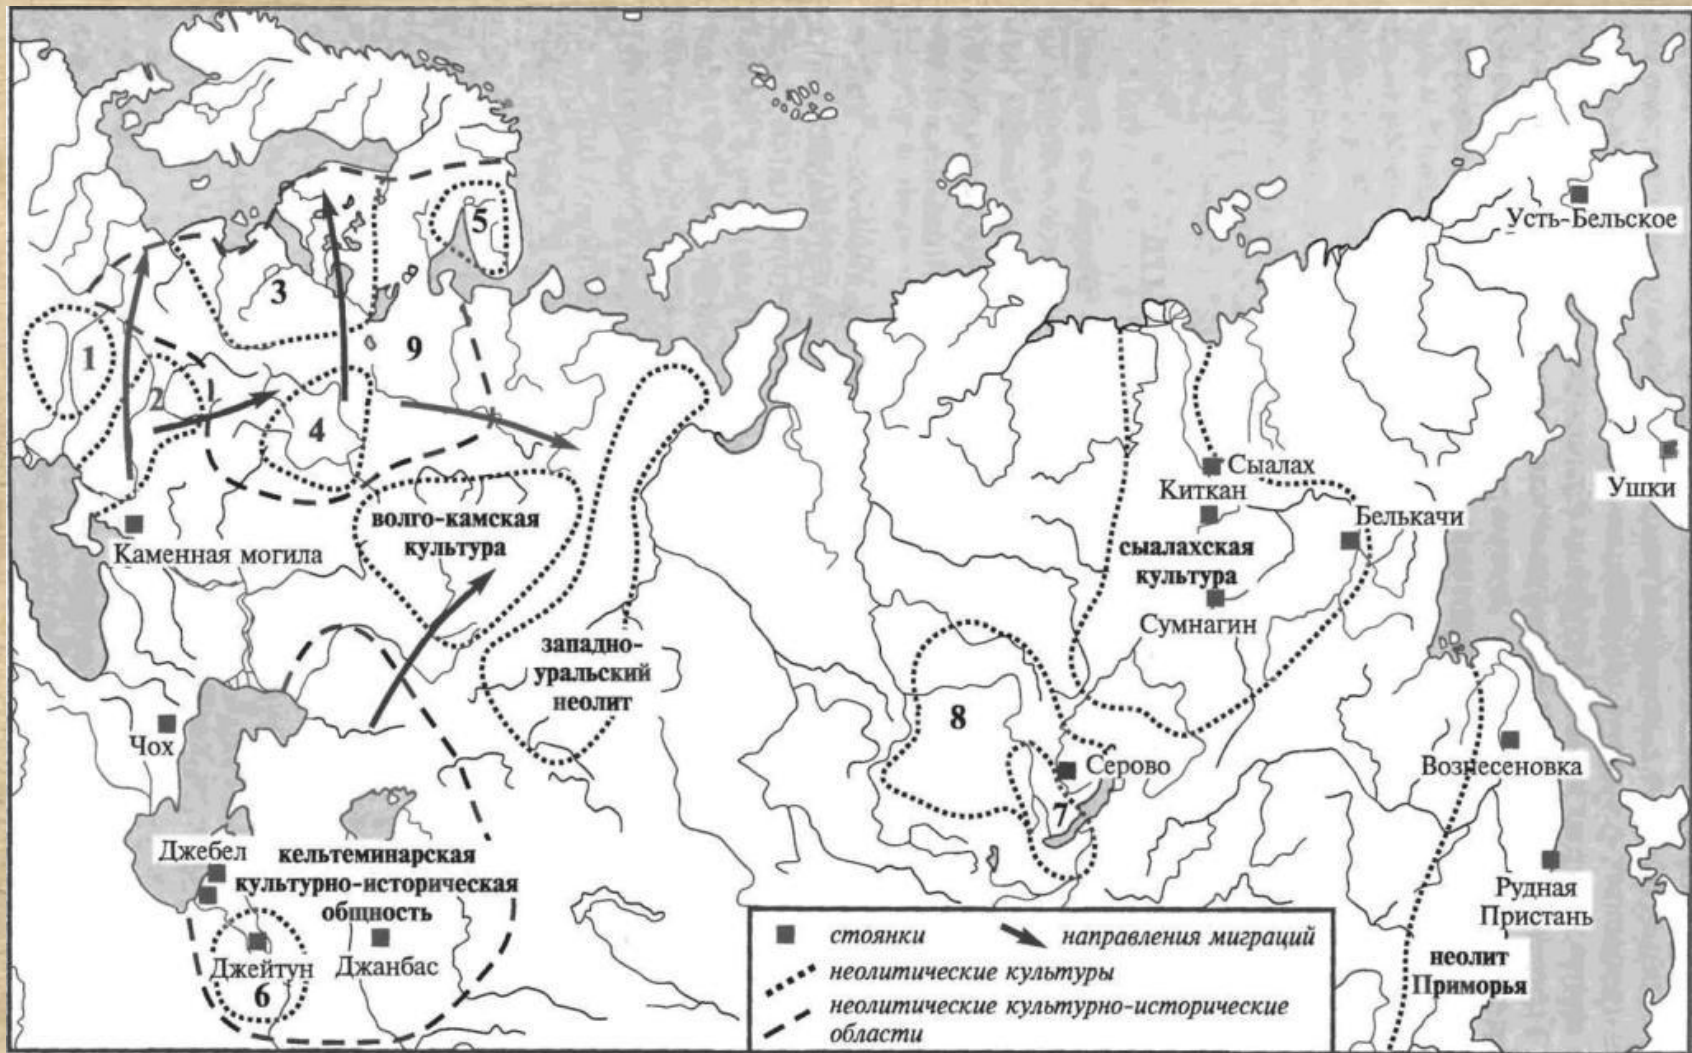 5
Усть-Бельское
3
1
9
2
4
Сыалах
Киткан
Ушки
Белькачи
волго-камская
культура
Каменная могила
сыалахская
культура
Сумнагин
западно-
уральский
неолит
8
Чох
Серово
Вознесеновка
7
Джебел
кельтеминарская
культурно-историческая
общность
Рудная
Пристань
Джейтун
Джанбас
6
неолит
Приморья
стоянки
направления миграций
неолитические культуры
неолитические культурно-исторические
области